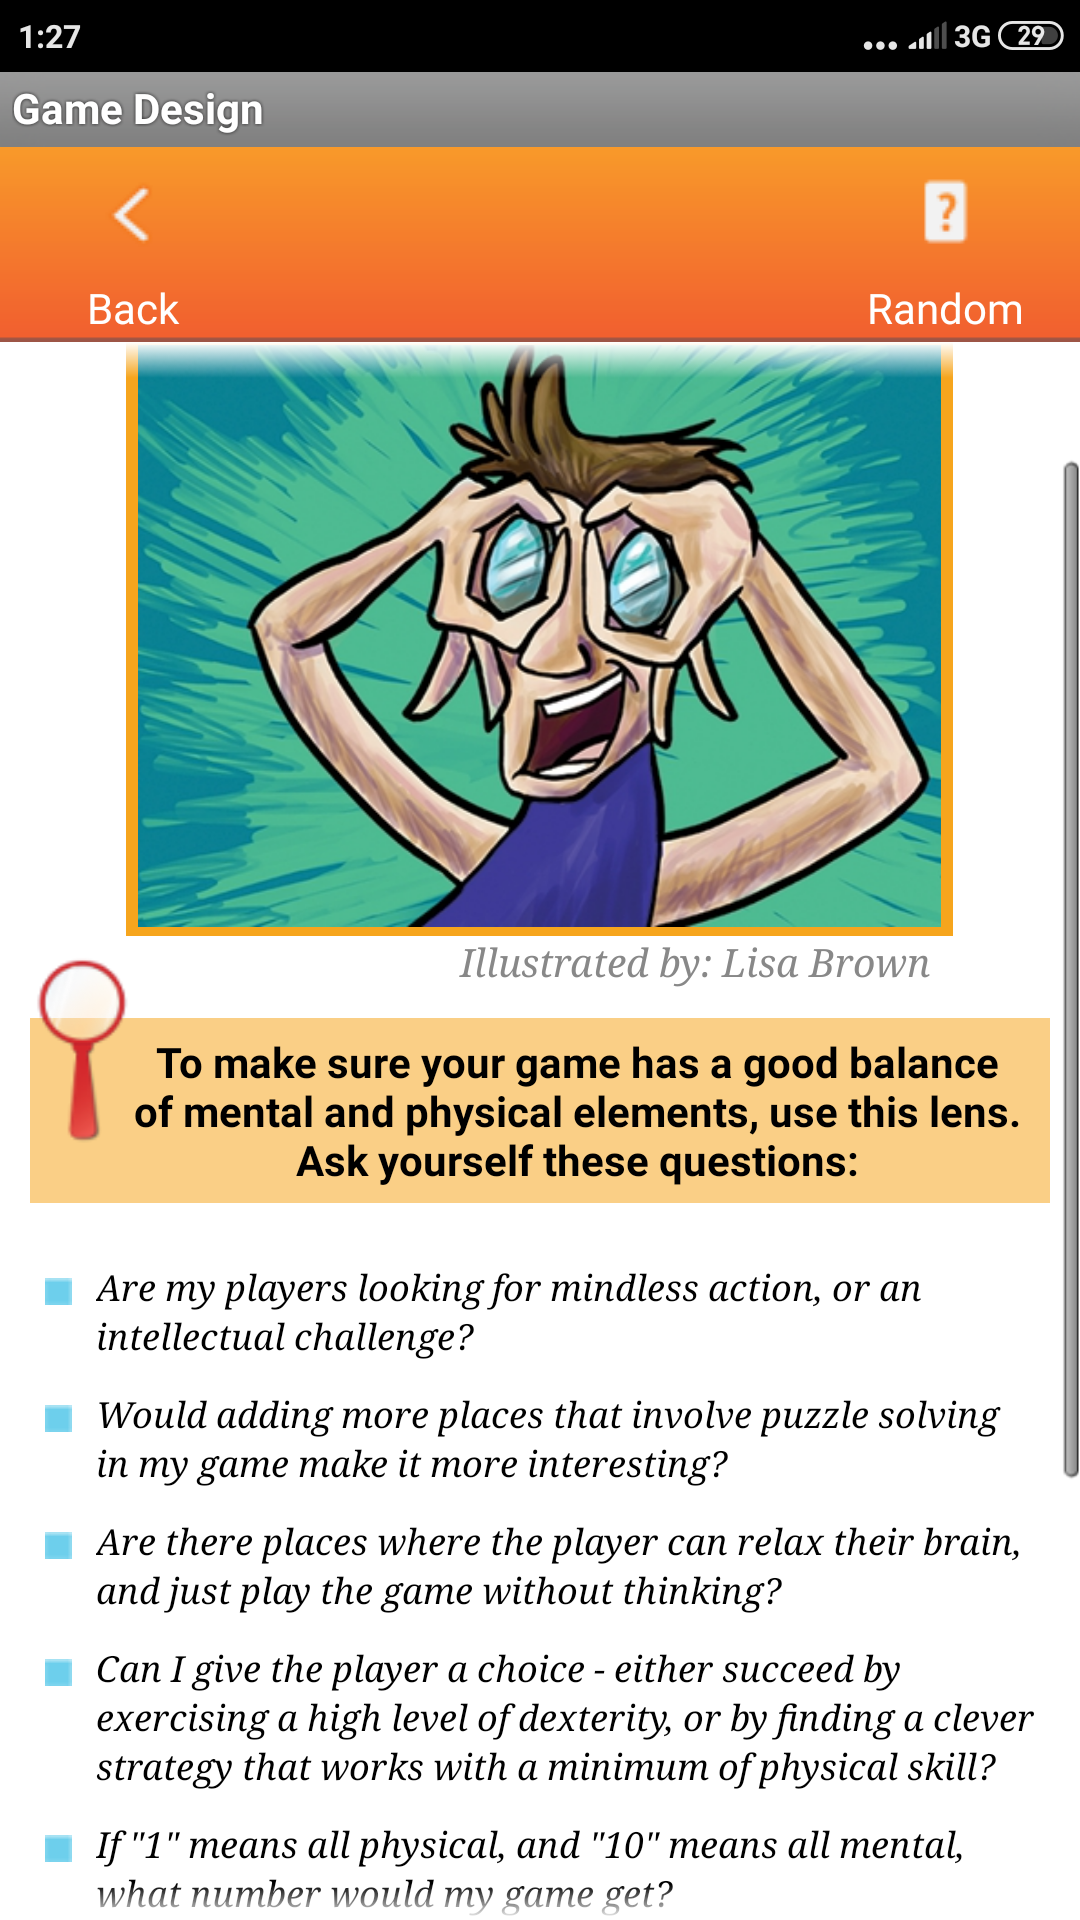 1:27
... 3G 29
Game Design
?
Back
Random
Illustrated by: Lisa Brown
To make sure your game has a good balance
of mental and physical elements, use this lens.
Ask yourself these questions:
Are my players looking for mindless action, or an
intellectual challenge?
Would adding more places that involve puzzle solving
in my game make it more interesting?
Are there places where the player can relax their brain,
and just play the game without thinking?
Can I give the player a choice - either succeed by
exercising a high level of dexterity, or by finding a clever
strategy that works with a minimum of physical skill?
If "1" means all physical, and "10" means all mental,
what number would my game get?